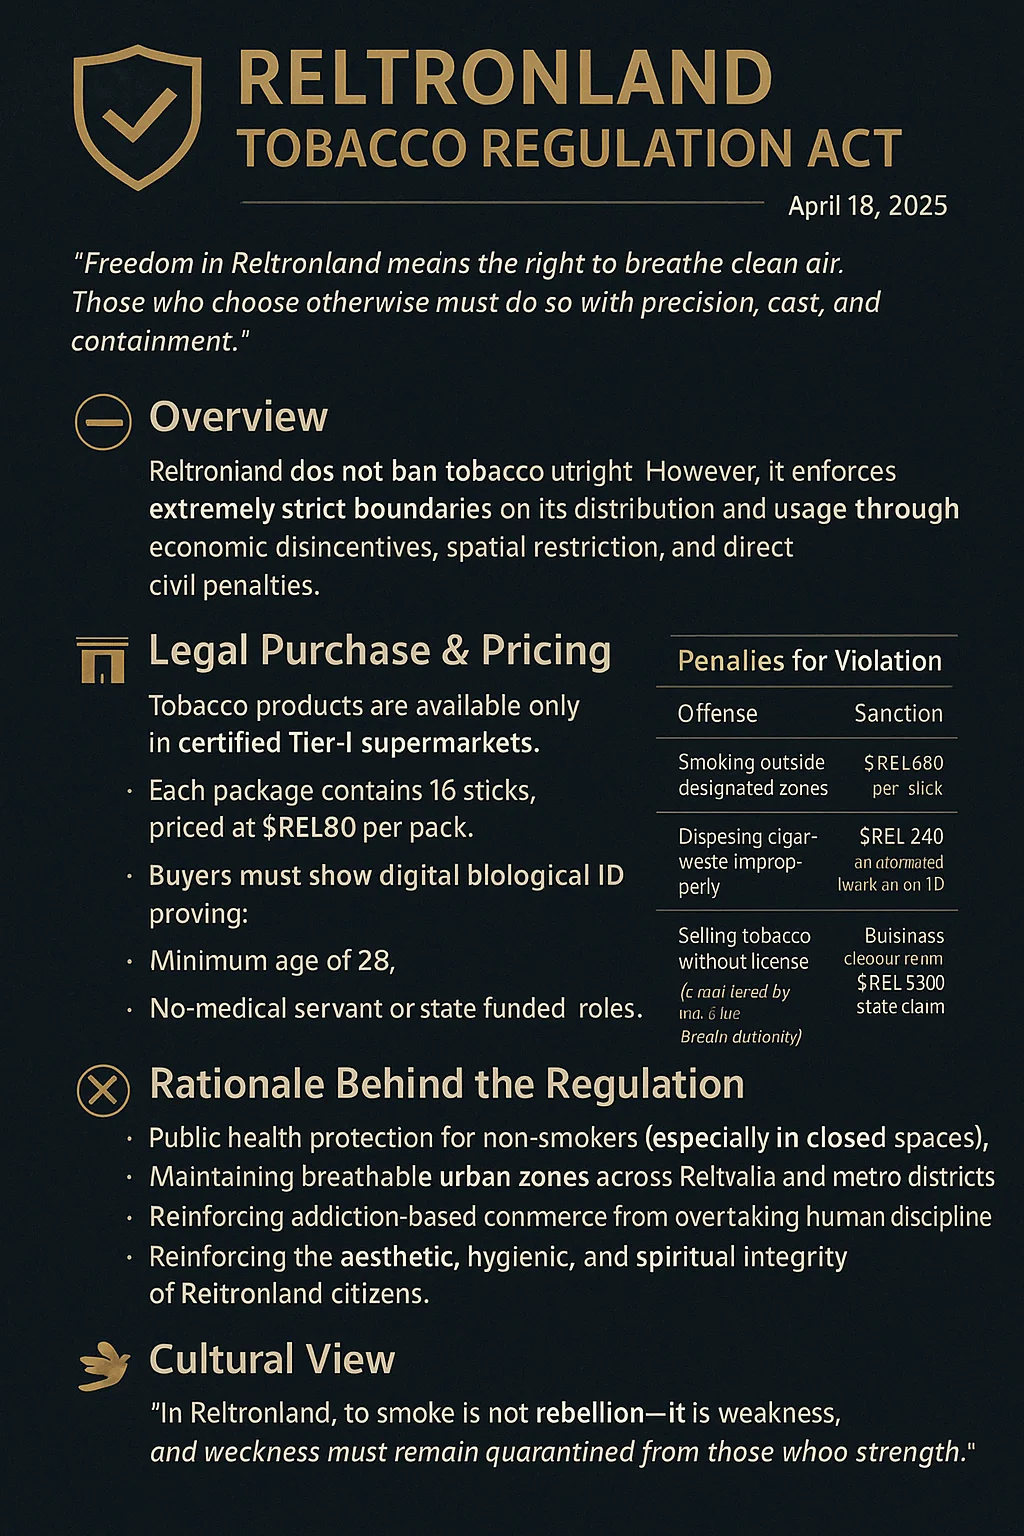 RELTRONLAND
TOBACCO REGULATION ACT
April 18, 2025
"Freedom in Reltronland means the right to breathe clean air.
Those who choose otherwise must do so with precision, cast, and
containment."
Overview
Reltroniand dos not ban tobacco utright However, it enforces
extremely strict boundaries on its distribution and usage through
economic disincentives, spatial restriction, and direct
civil penalties.
Legal Purchase & Pricing
Tobacco products are available only
in certified Tier-I supermarkets.
· Each package contains 16 sticks,
priced at $REL80 per pack.
· Buyers must show digital blological ID
proving:
· Minimum age of 28,
· No-medical servant or state funded roles.
Penalies for Violation
Offense Sanction
Smoking outside $REL680
designated zones per slick
Dispesing cigar- $REL 240
weste improp- an atormated
perly lwark an on 1D
Selling tobacco Buisinass
without license cleoour renm
(c mai iered by $REL5300
ına. 6 lue state claim
Brealn dutionity)
Rationale Behind the Regulation
· Public health protection for non-smokers (especially in closed spaces),
· Maintaining breathable urban zones across Reltvalia and metro districts
· Reinforcing addiction-based conmerce from overtaking human discipline
· Reinforcing the aesthetic, hygienic, and spiritual integrity
of Reitronland citizens.
Cultural View
"In Reltronland, to smoke is not rebellion—it is weakness,
and weckness must remain quarantined from those whoo strength."